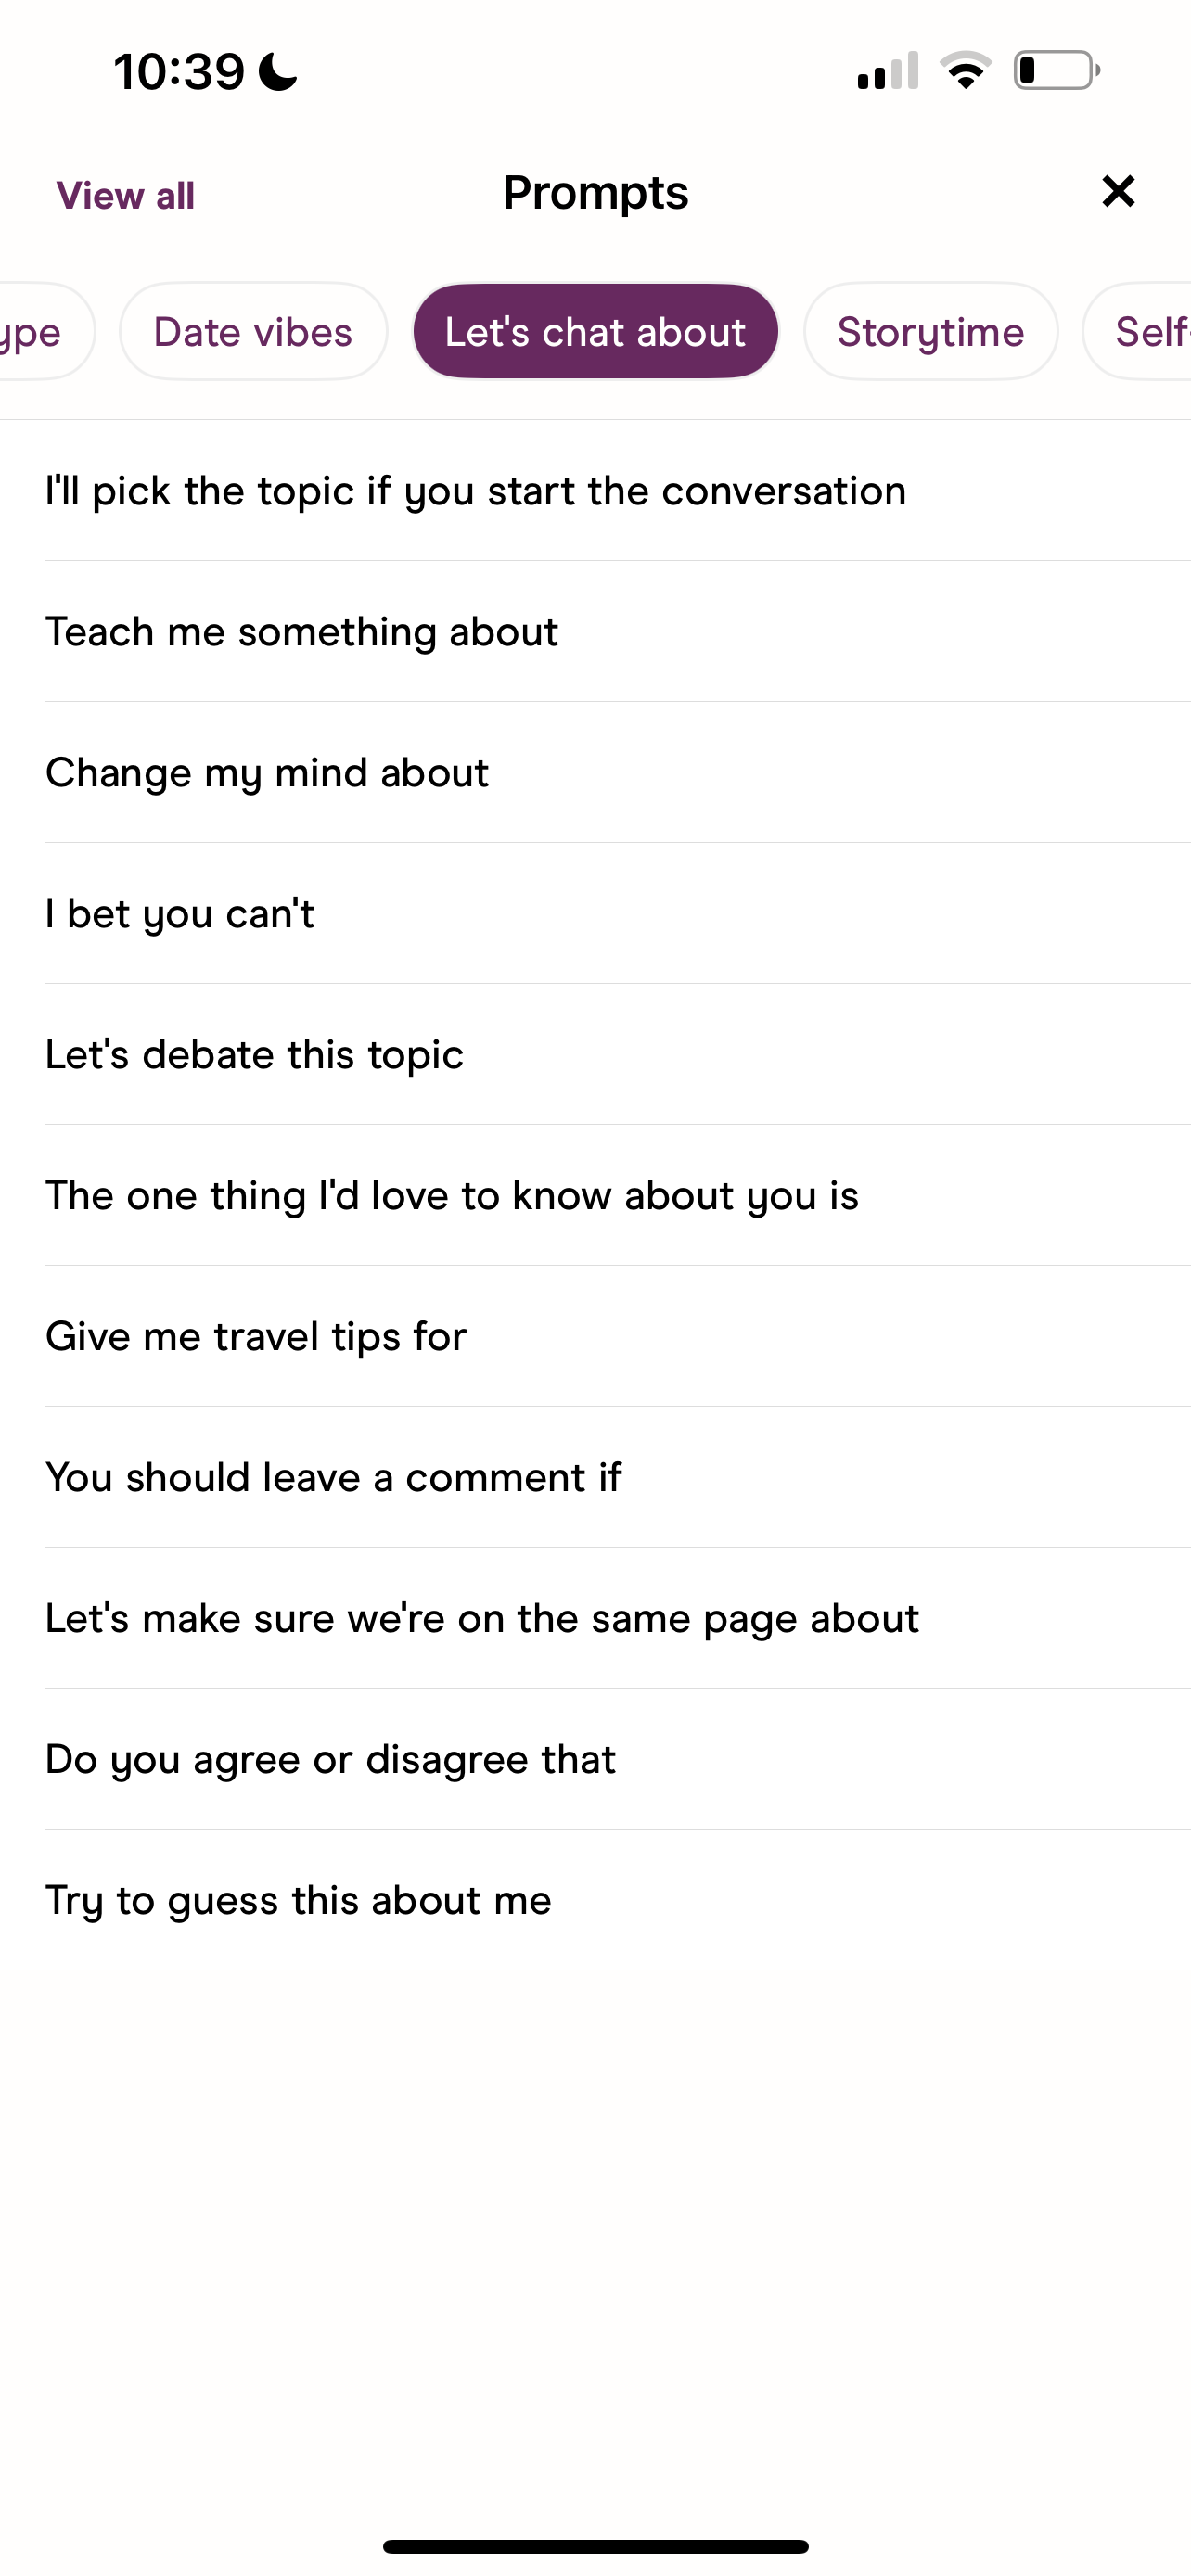 10:39
View all
Prompts
ype
Date vibes
Let's chat about
Storytime
Self-
I'll pick the topic if you start the conversation
Teach me something about
Change my mind about
I bet you can't
Let's debate this topic
The one thing I'd love to know about you is
Give me travel tips for
You should leave a comment if
Let's make sure we're on the same page about
Do you agree or disagree that
Try to guess this about me